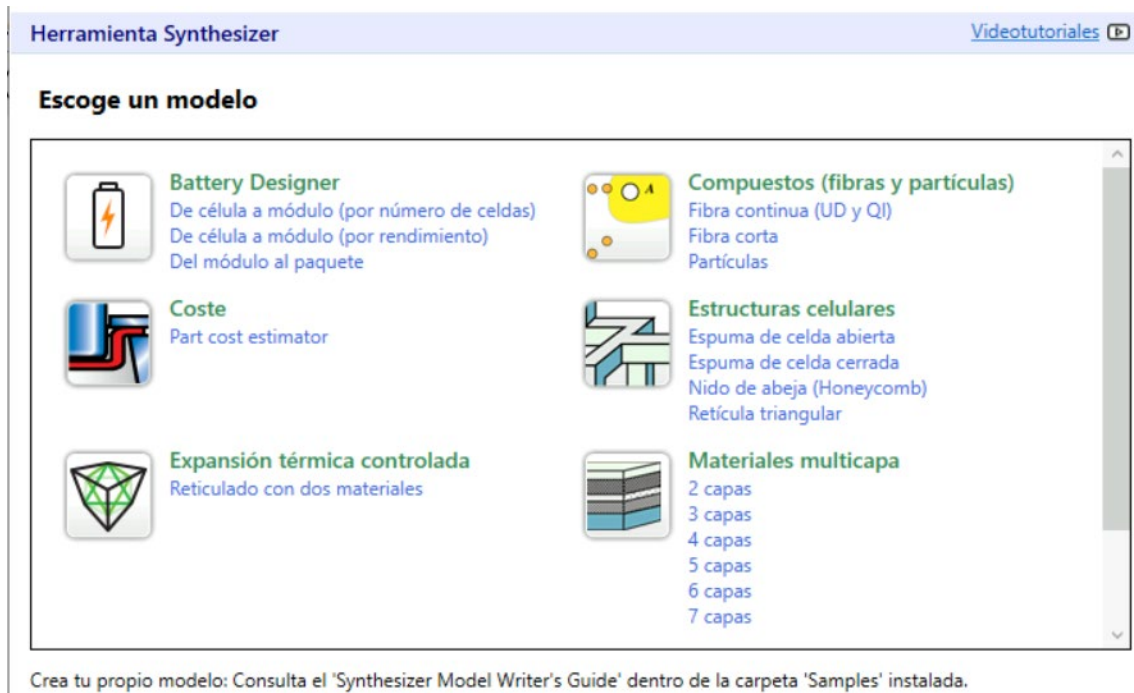 Herramienta Synthesizer
Videotutoriales
Escoge un modelo
Battery Designer
De célula a módulo (por número de celdas)
De célula a módulo (por rendimiento)
Del módulo al paquete
Compuestos (fibras y partículas)
Fibra continua (UD y QI)
Fibra corta
Partículas
A
Coste
Part cost estimator
Estructuras celulares
Espuma de celda abierta
Espuma de celda cerrada
Nido de abeja (Honeycomb)
Retícula triangular
Expansión térmica controlada
Reticulado con dos materiales
Materiales multicapa
2 capas
3 capas
4 capas
5 capas
6 capas
7 capas
Crea tu propio modelo: Consulta el 'Synthesizer Model Writer's Guide' dentro de la carpeta 'Samples' instalada.